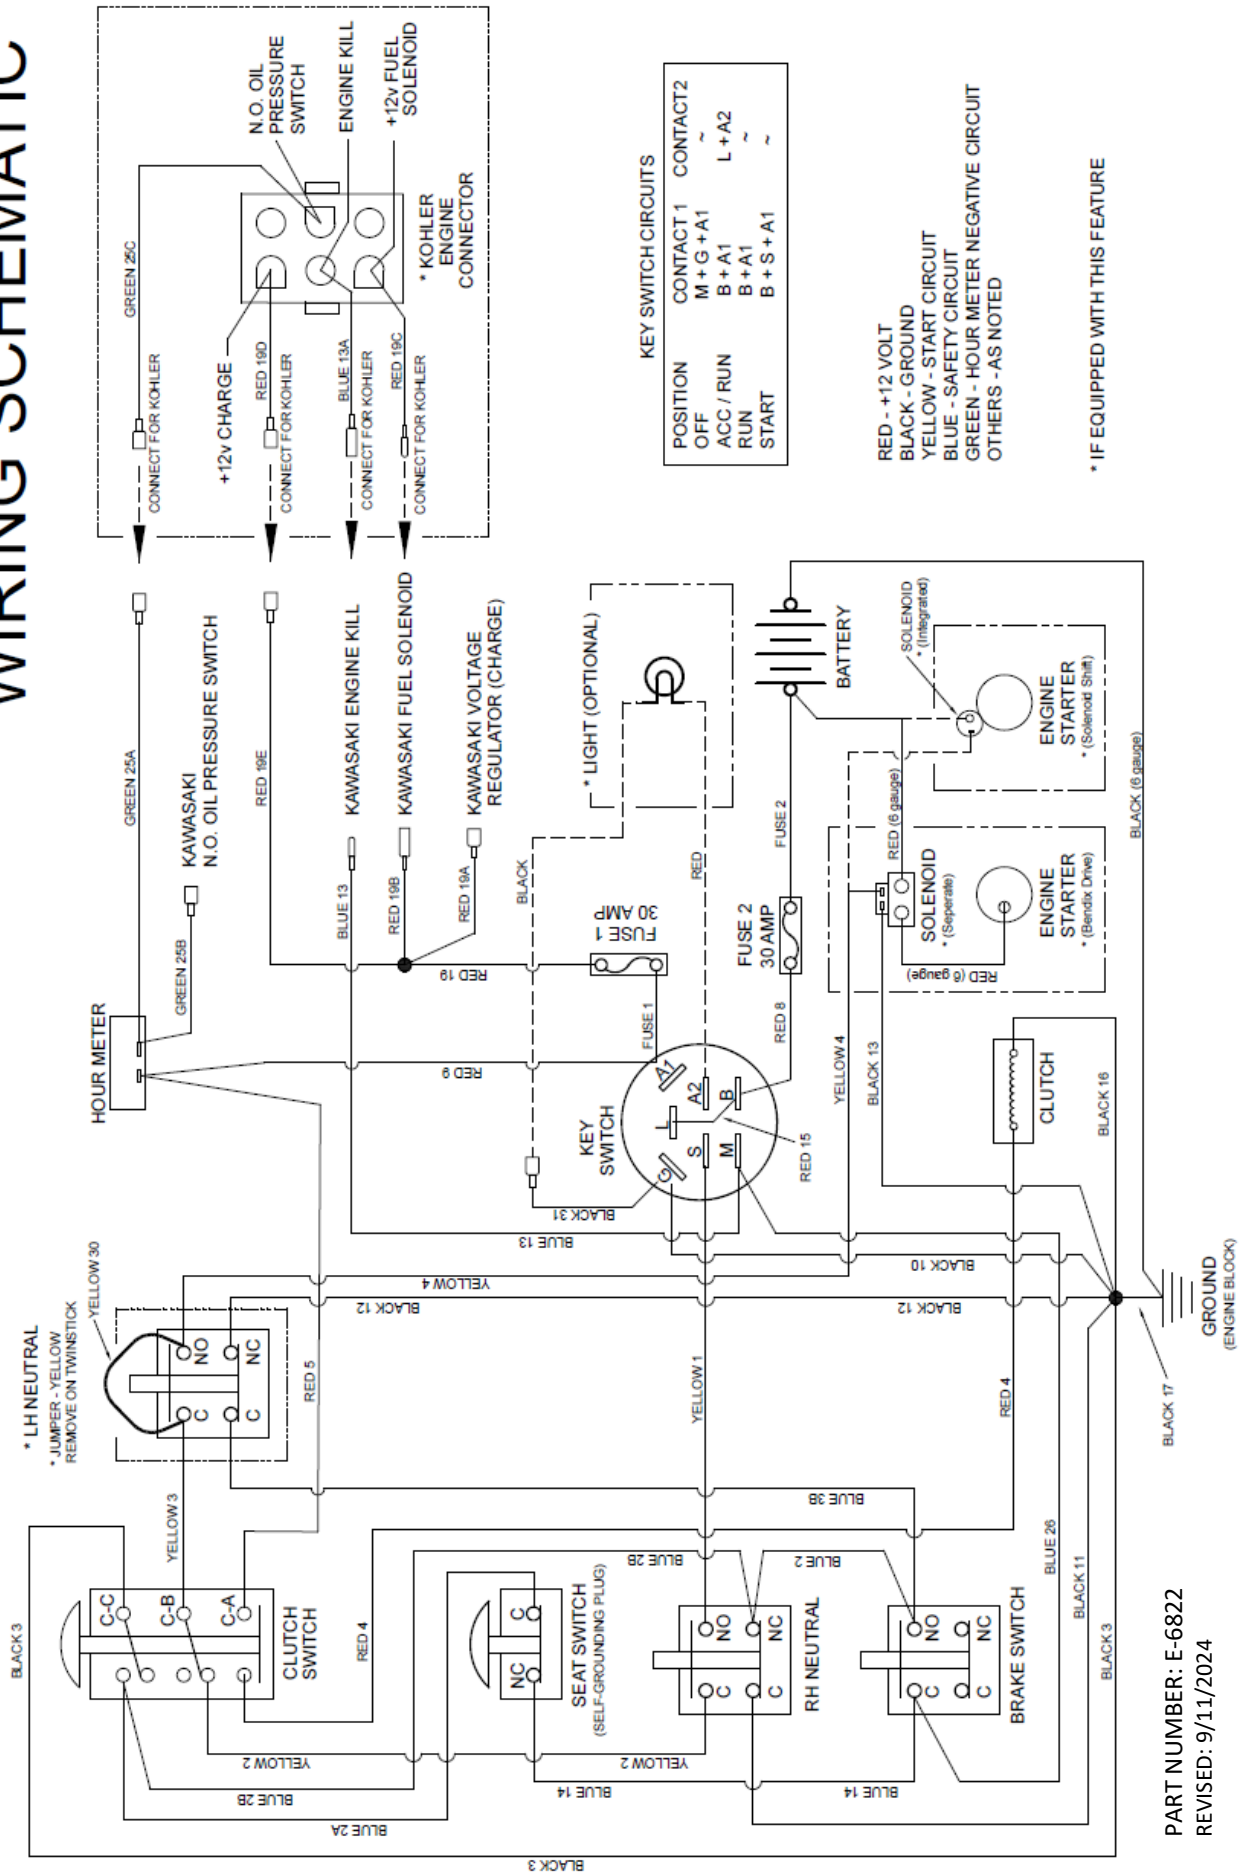 WIRING SCHEMATIC
BLACK 3
C-C
C-B
C-A
CLUTCH
SWITCH
YELLOW 3
RED 4
YELLOW 2
BLUE 2B
BLUE 2A
BLACK 3
* LH NEUTRAL
* JUMPER - YELLOW
REMOVE ON TWINSTICK
YELLOW 30
NO
C
NC
C
RED 5
YELLOW 4
BLACK 12
HOUR METER
GREEN 25A
GREEN 25B
KAWASAKI
N.O. OIL PRESSURE SWITCH
RED 19E
RED 9
BLUE 13
KAWASAKI ENGINE KILL
RED 19B
KAWASAKI FUEL SOLENOID
RED 19A
KAWASAKI VOLTAGE
REGULATOR (CHARGE)
RED 19
GREEN 25C
CONNECT FOR KOHLER
+12v CHARGE
RED 19D
CONNECT FOR KOHLER
BLUE 13A
CONNECT FOR KOHLER
RED 19C
CONNECT FOR KOHLER
N.O. OIL
PRESSURE
SWITCH
ENGINE KILL
+12v FUEL
SOLENOID
* KOHLER
ENGINE
CONNECTOR
SEAT SWITCH
(SELF-GROUNDING PLUG)
NC
C
BLUE 2B
BLUE 2
BLUE 3B
YELLOW 2
BLUE 14
BLUE 14
RH NEUTRAL
NO
C
NC
C
BRAKE SWITCH
NO
C
NC
C
YELLOW 1
RED 4
BLUE 26
BLACK 11
BLACK 3
BLUE 13
BLACK 31
BLACK
KEY
SWITCH
G
L
A1
S
A2
M
B
RED 15
FUSE 1
FUSE 1
30 AMP
RED
* LIGHT (OPTIONAL)
RED 8
FUSE 2
30 AMP
FUSE 2
BATTERY
YELLOW 4
BLACK 13
BLACK 10
BLACK 12
RED (6 gauge)
RED (6 gauge)
SOLENOID
* (Seperate)
ENGINE
STARTER
* (Bendix Drive)
SOLENOID
* (Integrated)
ENGINE
STARTER
* (Solenoid Shift)
CLUTCH
BLACK 16
BLACK (6 gauge)
BLACK 17
GROUND
(ENGINE BLOCK)
KEY SWITCH CIRCUITS
POSITION CONTACT 1 CONTACT2
OFF M + G + A1 ~
ACC / RUN B + A1 L + A2
RUN B + A1 ~
START B + S + A1 ~
RED - +12 VOLT
BLACK - GROUND
YELLOW - START CIRCUIT
BLUE - SAFETY CIRCUIT
GREEN - HOUR METER NEGATIVE CIRCUIT
OTHERS - AS NOTED
* IF EQUIPPED WITH THIS FEATURE
PART NUMBER: E-6822
REVISED: 9/11/2024